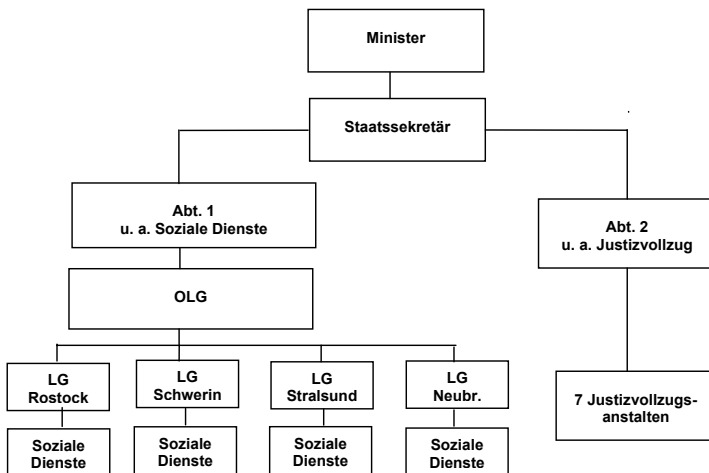 Minister
Staatssekretär
Abt. 1
u. a. Soziale Dienste
Abt. 2
u. a. Justizvollzug
OLG
LG
Rostock
LG
Schwerin
LG
Stralsund
LG
Neubr.
7 Justizvollzugs-
anstalten
Soziale
Dienste
Soziale
Dienste
Soziale
Dienste
Soziale
Dienste